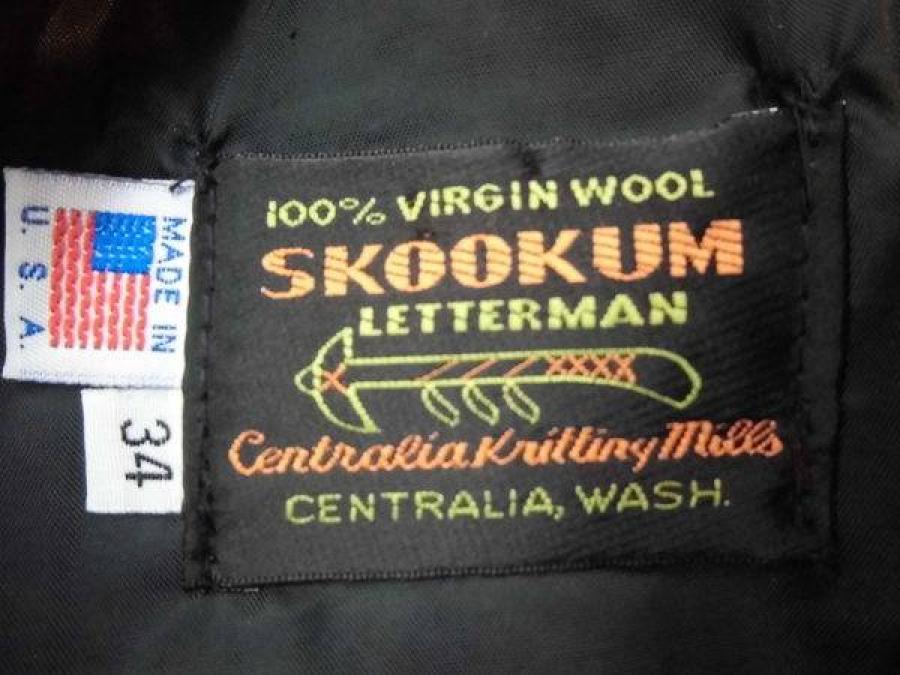 100% VIRGIN WOOL
SKOOKUM
LETTERMAN
Centralia Knitting Mills
CENTRALIA, WASH.
MADE IN
U. S. A.
34